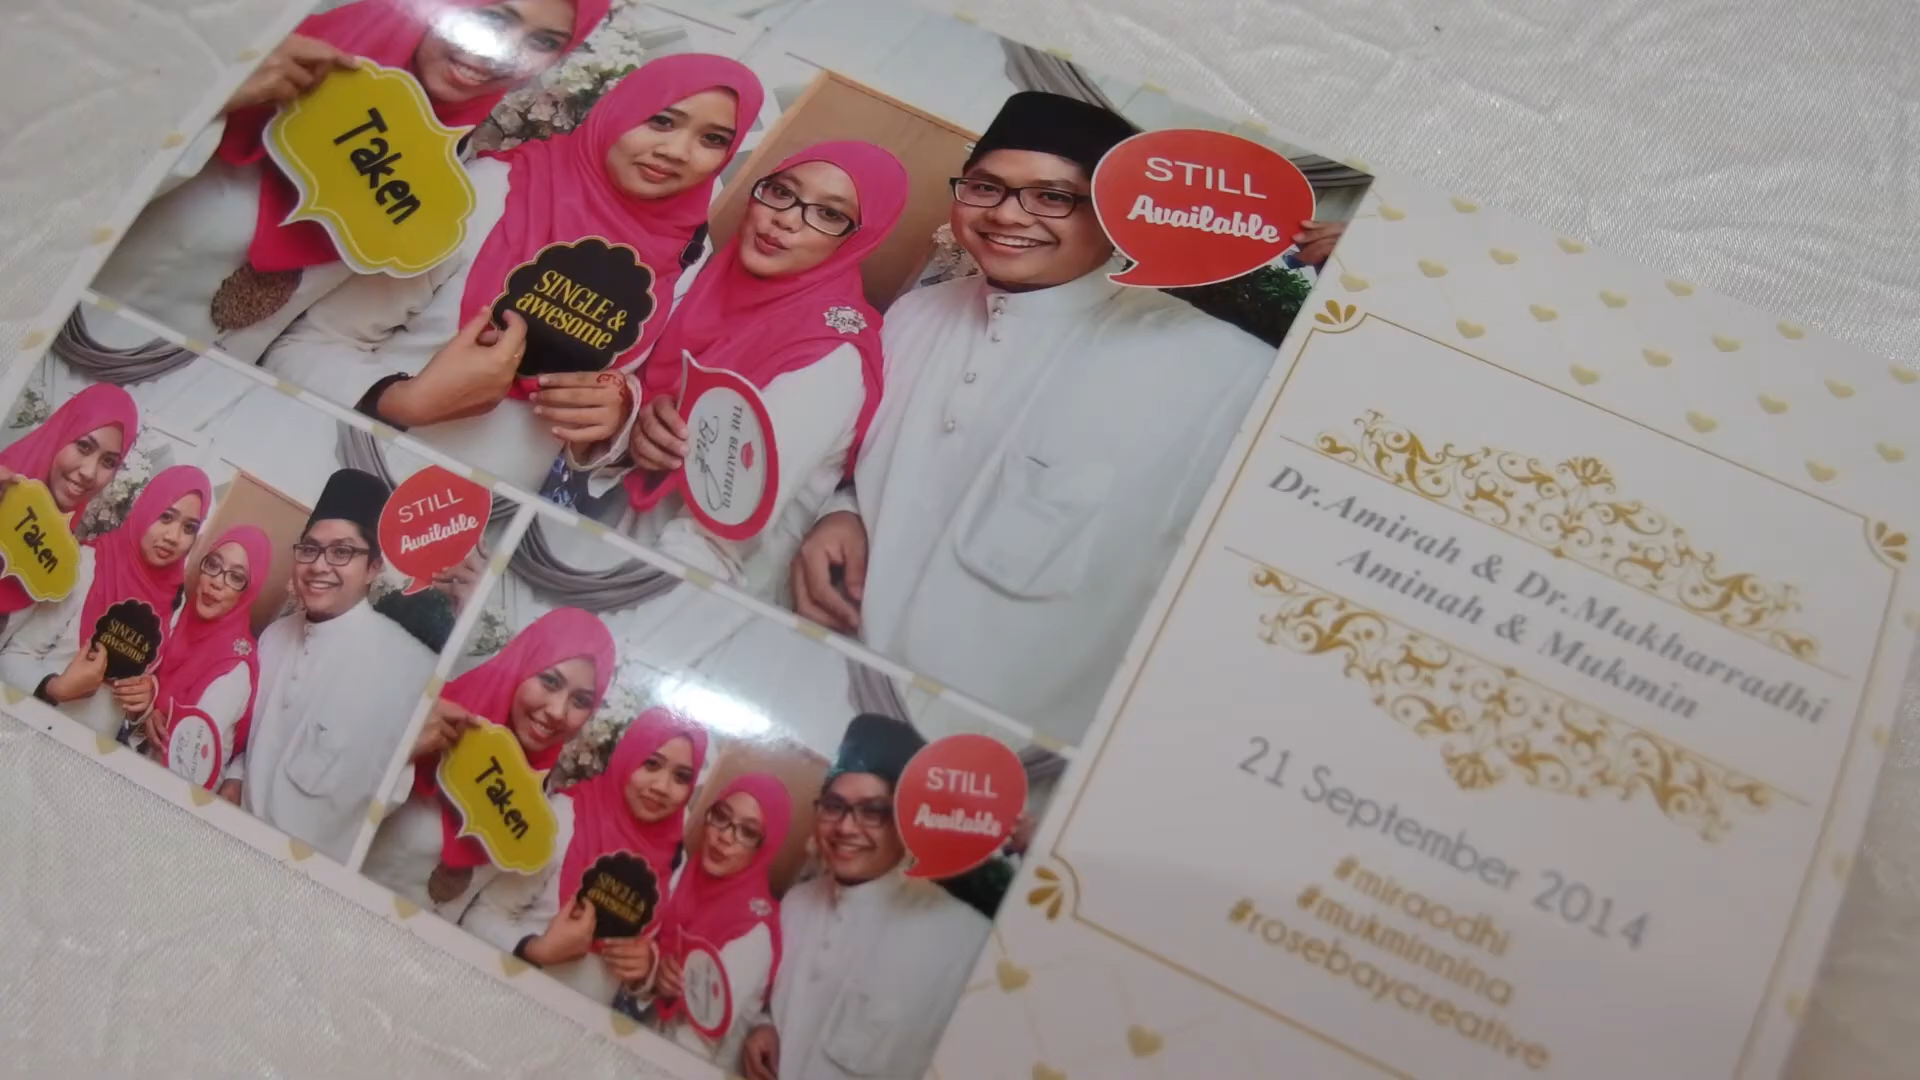 Taken
SINGLE &
awesome
THE BEAUTIFUL
Bride
STILL
Available
Taken
SINGLE &
awesome
STILL
Available
Taken
SINGLE &
awesome
STILL
Available
Dr.Amirah & Dr.Mukharradhi
Aminah & Mukmin
21 September 2014
#miraodhi
#mukminnina
#rosebaycreative